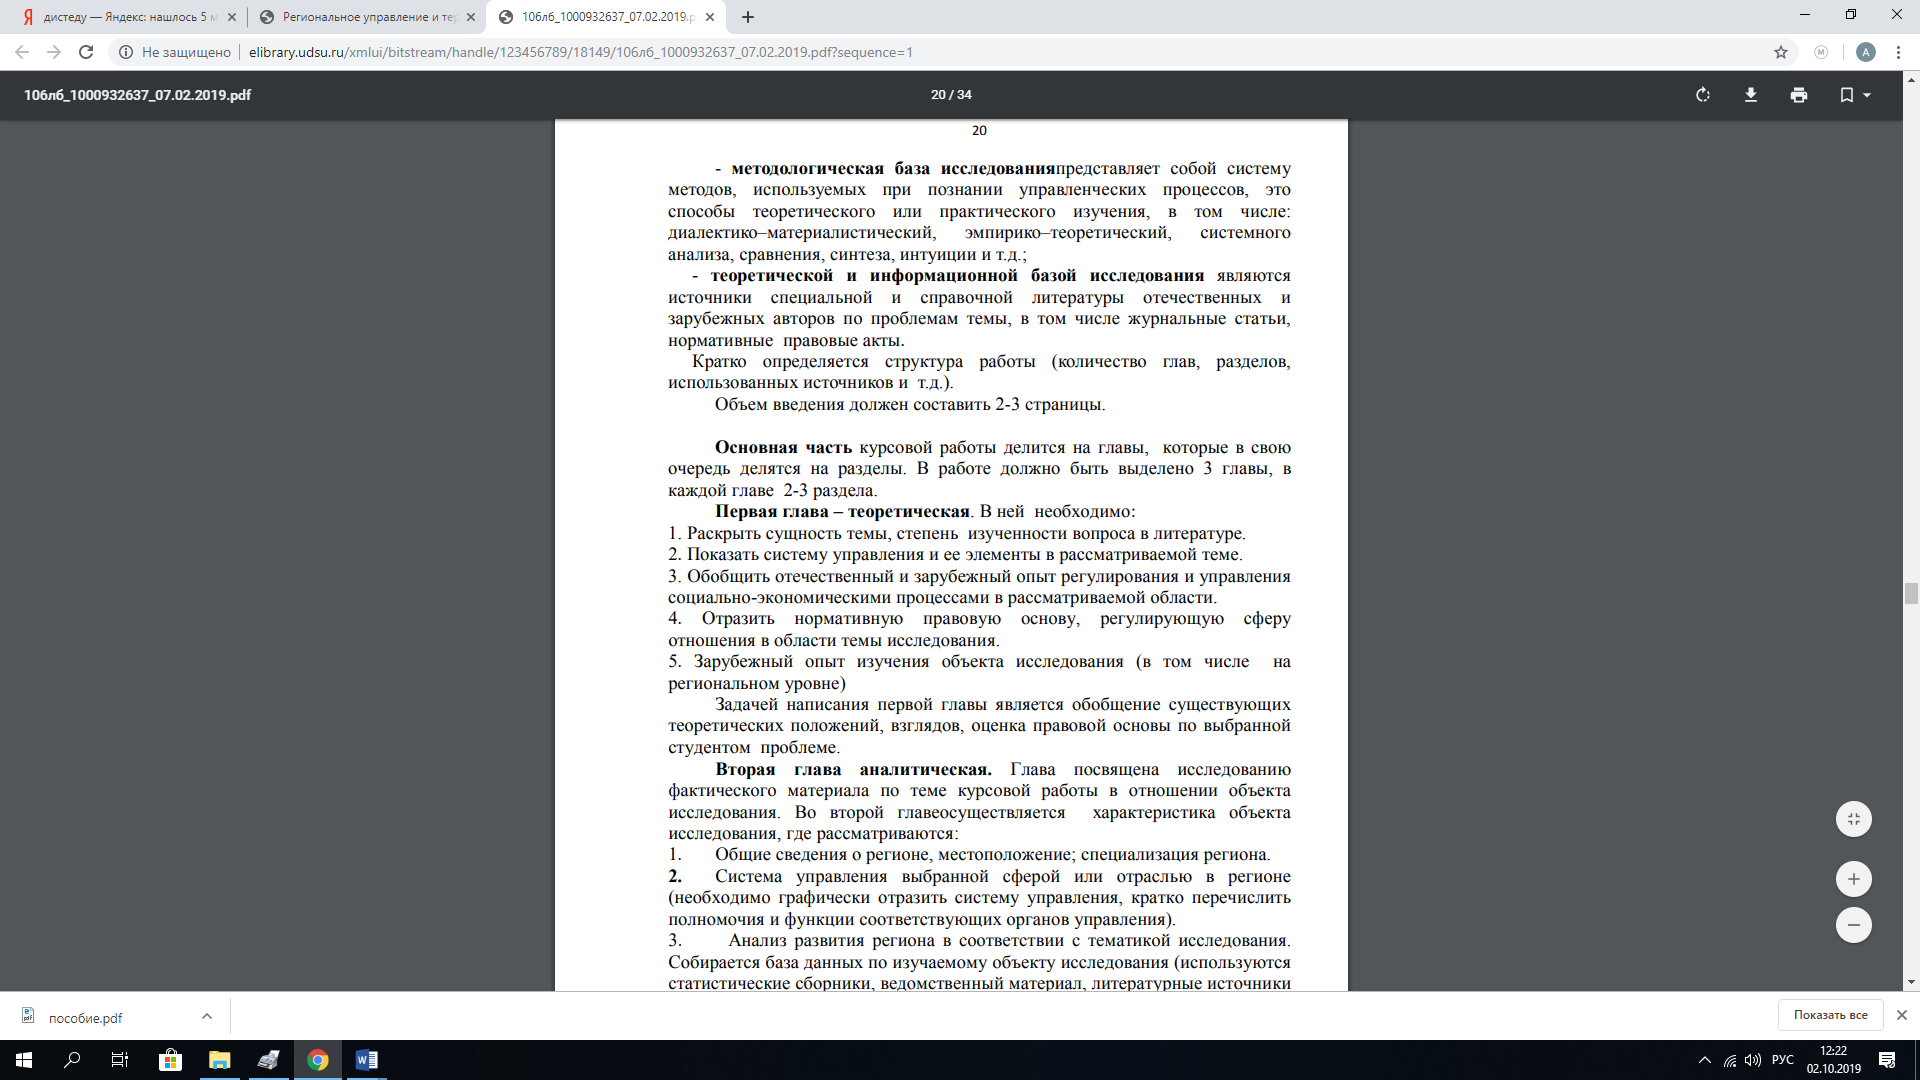 дистеду — Яндекс: нашлось 5 м
Региональное управление и тер
106лб_1000932637_07.02.2019.p
Не защищено
elibrary.udsu.ru/xmlui/bitstream/handle/123456789/18149/106лб_1000932637_07.02.2019.pdf?sequence=1
106лб_1000932637_07.02.2019.pdf
20 / 34
20
- методологическая база исследованияпредставляет собой систему
методов, используемых при познании управленческих процессов, это
способы теоретического или практического изучения, в том числе:
диалектико–материалистический, эмпирико–теоретический, системного
анализа, сравнения, синтеза, интуиции и т.д.;
- теоретической и информационной базой исследования являются
источники специальной и справочной литературы отечественных и
зарубежных авторов по проблемам темы, в том числе журнальные статьи,
нормативные правовые акты.
Кратко определяется структура работы (количество глав, разделов,
использованных источников и т.д.).
Объем введения должен составить 2-3 страницы.
Основная часть курсовой работы делится на главы, которые в свою
очередь делятся на разделы. В работе должно быть выделено 3 главы, в
каждой главе 2-3 раздела.
Первая глава – теоретическая. В ней необходимо:
1. Раскрыть сущность темы, степень изученности вопроса в литературе.
2. Показать систему управления и ее элементы в рассматриваемой теме.
3. Обобщить отечественный и зарубежный опыт регулирования и управления
социально-экономическими процессами в рассматриваемой области.
4. Отразить нормативную правовую основу, регулирующую сферу
отношения в области темы исследования.
5. Зарубежный опыт изучения объекта исследования (в том числе на
региональном уровне)
Задачей написания первой главы является обобщение существующих
теоретических положений, взглядов, оценка правовой основы по выбранной
студентом проблеме.
Вторая глава аналитическая. Глава посвящена исследованию
фактического материала по теме курсовой работы в отношении объекта
исследования. Во второй главеосуществляется характеристика объекта
исследования, где рассматриваются:
1. Общие сведения о регионе, местоположение; специализация региона.
2. Система управления выбранной сферой или отраслью в регионе
(необходимо графически отразить систему управления, кратко перечислить
полномочия и функции соответствующих органов управления).
3. Анализ развития региона в соответствии с тематикой исследования.
Собирается база данных по изучаемому объекту исследования (используются
статистические сборники, ведомственный материал, литературные источники
пособие.pdf
Показать все
РУС
12:22
02.10.2019